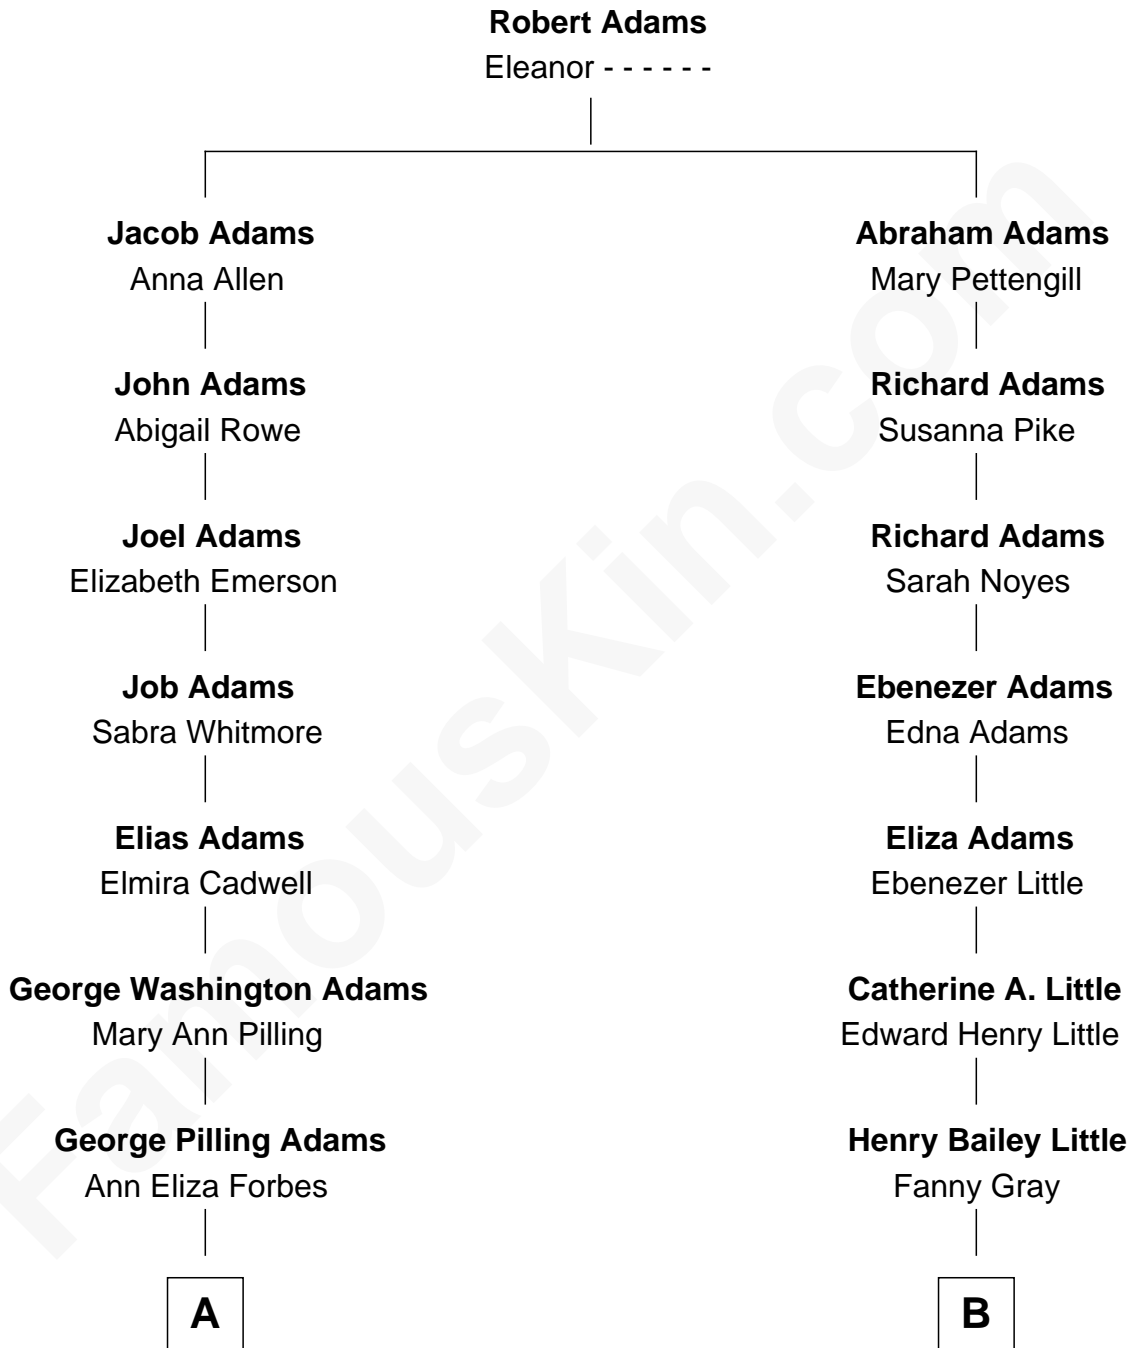 Robert Adams
Eleanor - - - - - -
Jacob Adams
Anna Allen
Abraham Adams
Mary Pettengill
John Adams
Abigail Rowe
Richard Adams
Susanna Pike
Joel Adams
Elizabeth Emerson
Richard Adams
Sarah Noyes
Job Adams
Sabra Whitmore
Ebenezer Adams
Edna Adams
Elias Adams
Elmira Cadwell
Eliza Adams
Ebenezer Little
George Washington Adams
Mary Ann Pilling
Catherine A. Little
Edward Henry Little
George Pilling Adams
Ann Eliza Forbes
Henry Bailey Little
Fanny Gray
A
B
FamousKin.com